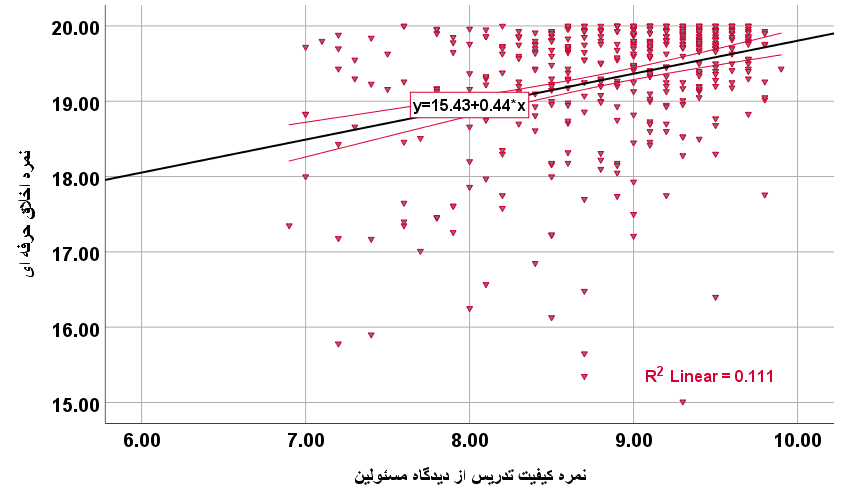 20.00
19.00
18.00
17.00
16.00
15.00
نمره اخلاق حرفه ای
y=15.43+0.44*x
R² Linear = 0.111
6.00 7.00 8.00 9.00 10.00
نمره کیفیت تدریس از دیدگاه مسئولین